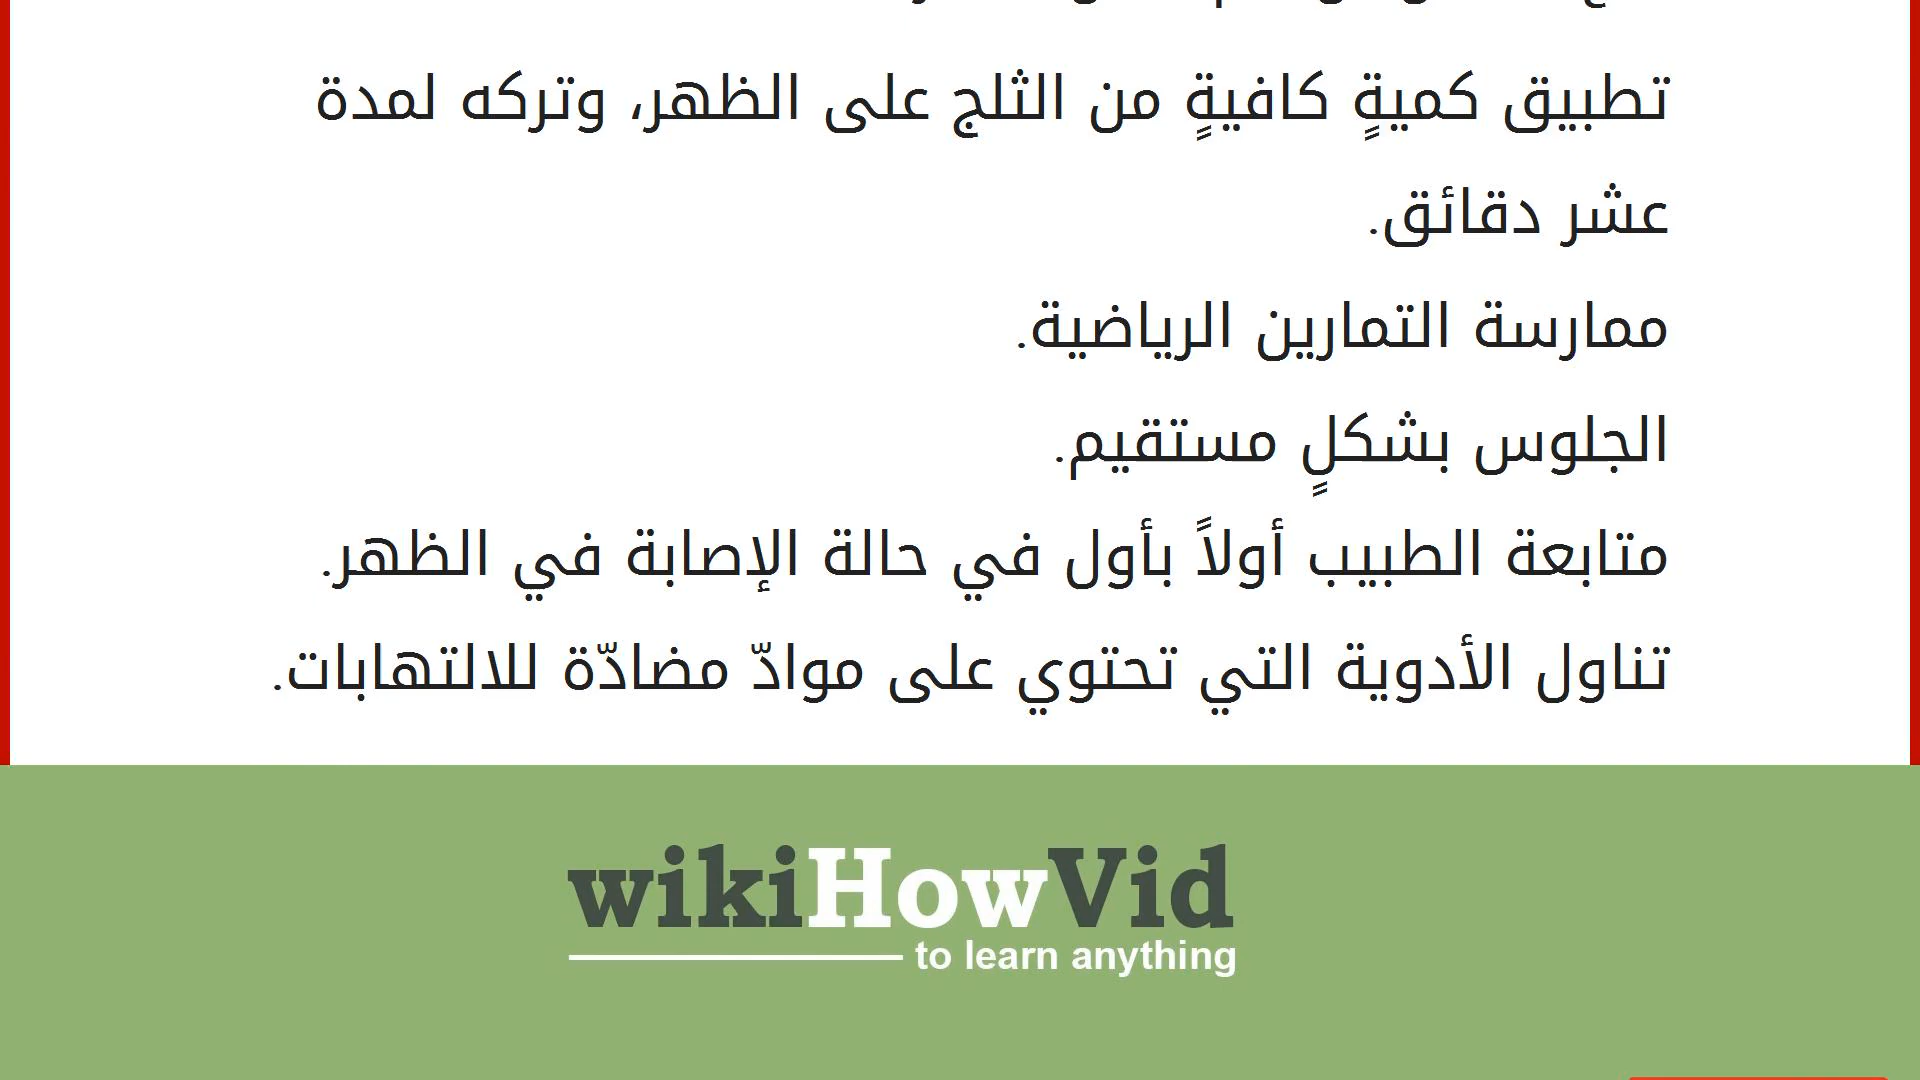 تطبيق كميةٍ كافيةٍ من الثلج على الظهر، وتركه لمدة
عشر دقائق.
ممارسة التمارين الرياضية.
الجلوس بشكلٍ مستقيم.
متابعة الطبيب أولاً بأول في حالة الإصابة في الظهر.
تناول الأدوية التي تحتوي على موادّ مضادّة للالتهابات.
wikiHowVid
to learn anything